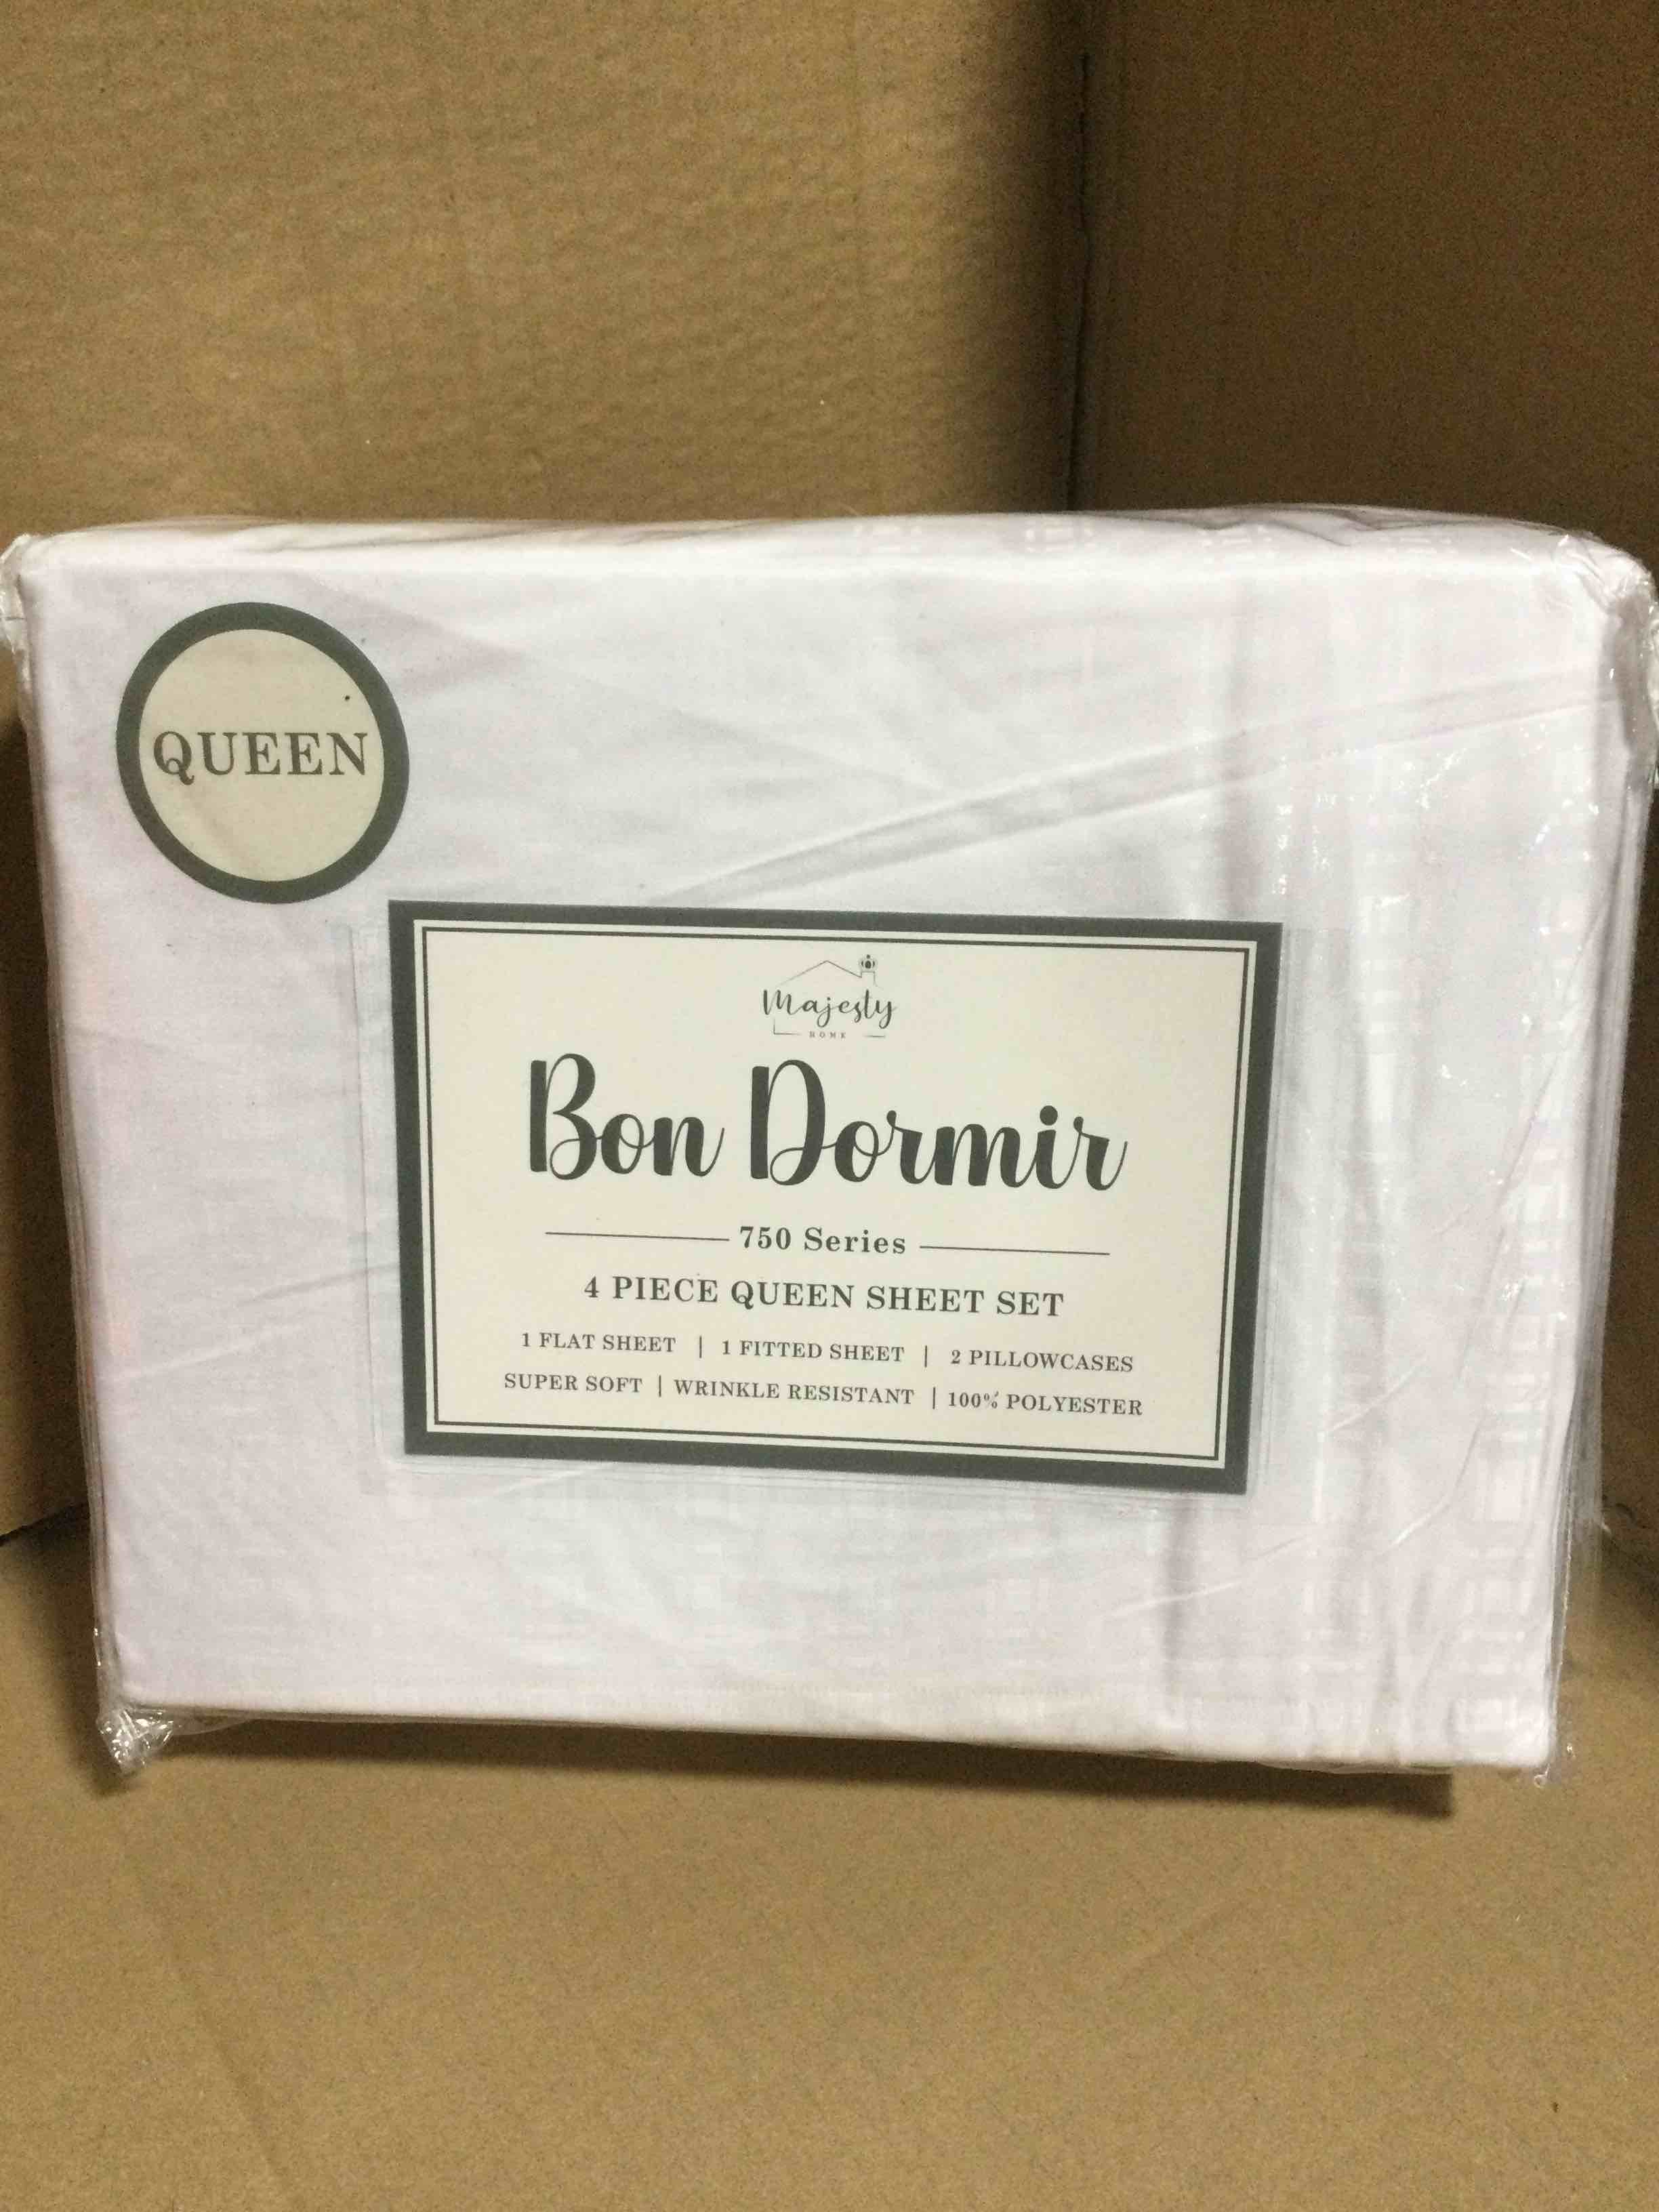 QUEEN
Majesty
HOME
Bon Dormir
750 Series
4 PIECE QUEEN SHEET SET
1 FLAT SHEET | 1 FITTED SHEET | 2 PILLOWCASES
SUPER SOFT | WRINKLE RESISTANT | 100% POLYESTER